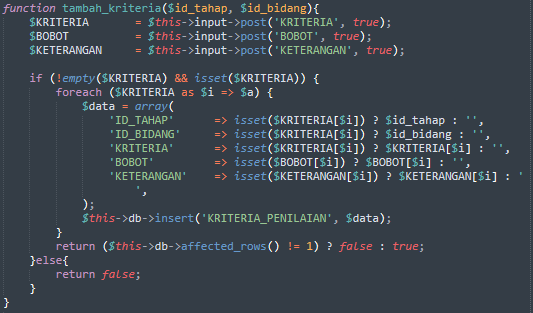 function tambah_kriteria($id_tahap, $id_bidang){
    $KRITERIA       = $this->input->post('KRITERIA', true);
    $BOBOT          = $this->input->post('BOBOT', true);
    $KETERANGAN     = $this->input->post('KETERANGAN', true);

    if (!empty($KRITERIA) && isset($KRITERIA)) {
        foreach ($KRITERIA as $i => $a) {
            $data = array(
                'ID_TAHAP'      => isset($KRITERIA[$i]) ? $id_tahap : '',
                'ID_BIDANG'     => isset($KRITERIA[$i]) ? $id_bidang : '',
                'KRITERIA'      => isset($KRITERIA[$i]) ? $KRITERIA[$i] : '',
                'BOBOT'         => isset($BOBOT[$i]) ? $BOBOT[$i] : '',
                'KETERANGAN'    => isset($KETERANGAN[$i]) ? $KETERANGAN[$i] : '
                    ',
            );
            $this->db->insert('KRITERIA_PENILAIAN', $data);
        }
        return ($this->db->affected_rows() != 1) ? false : true;
    }else{
        return false;
    }
}